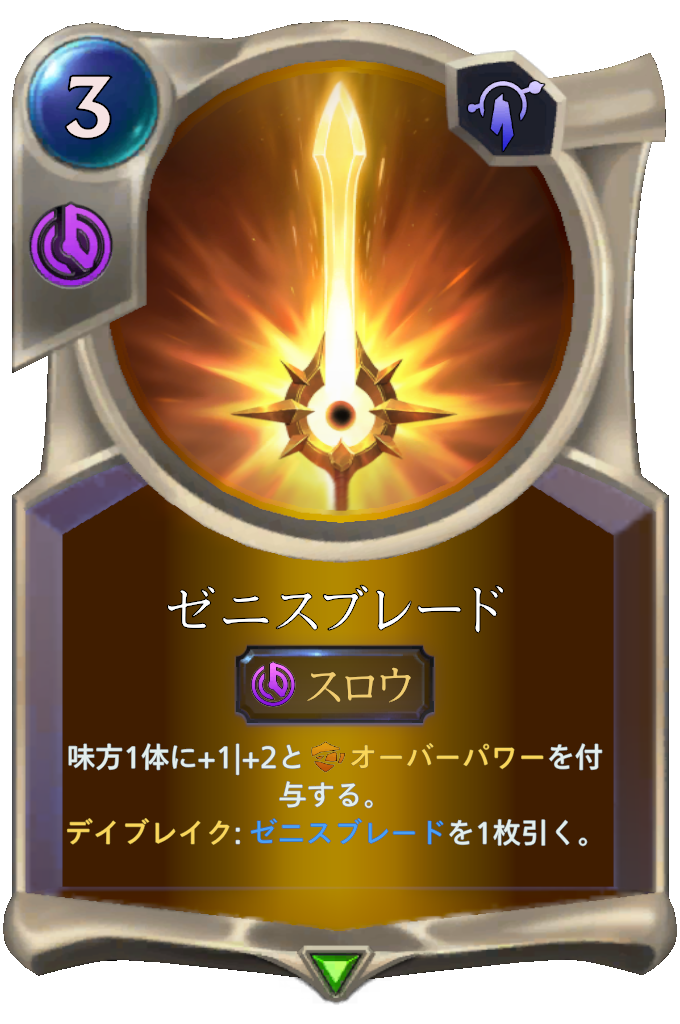 3
ゼニスブレード
スロウ
味方1体に+1|+2とオーバーパワーを付
与する。
デイブレイク: ゼニスブレードを1枚引く。